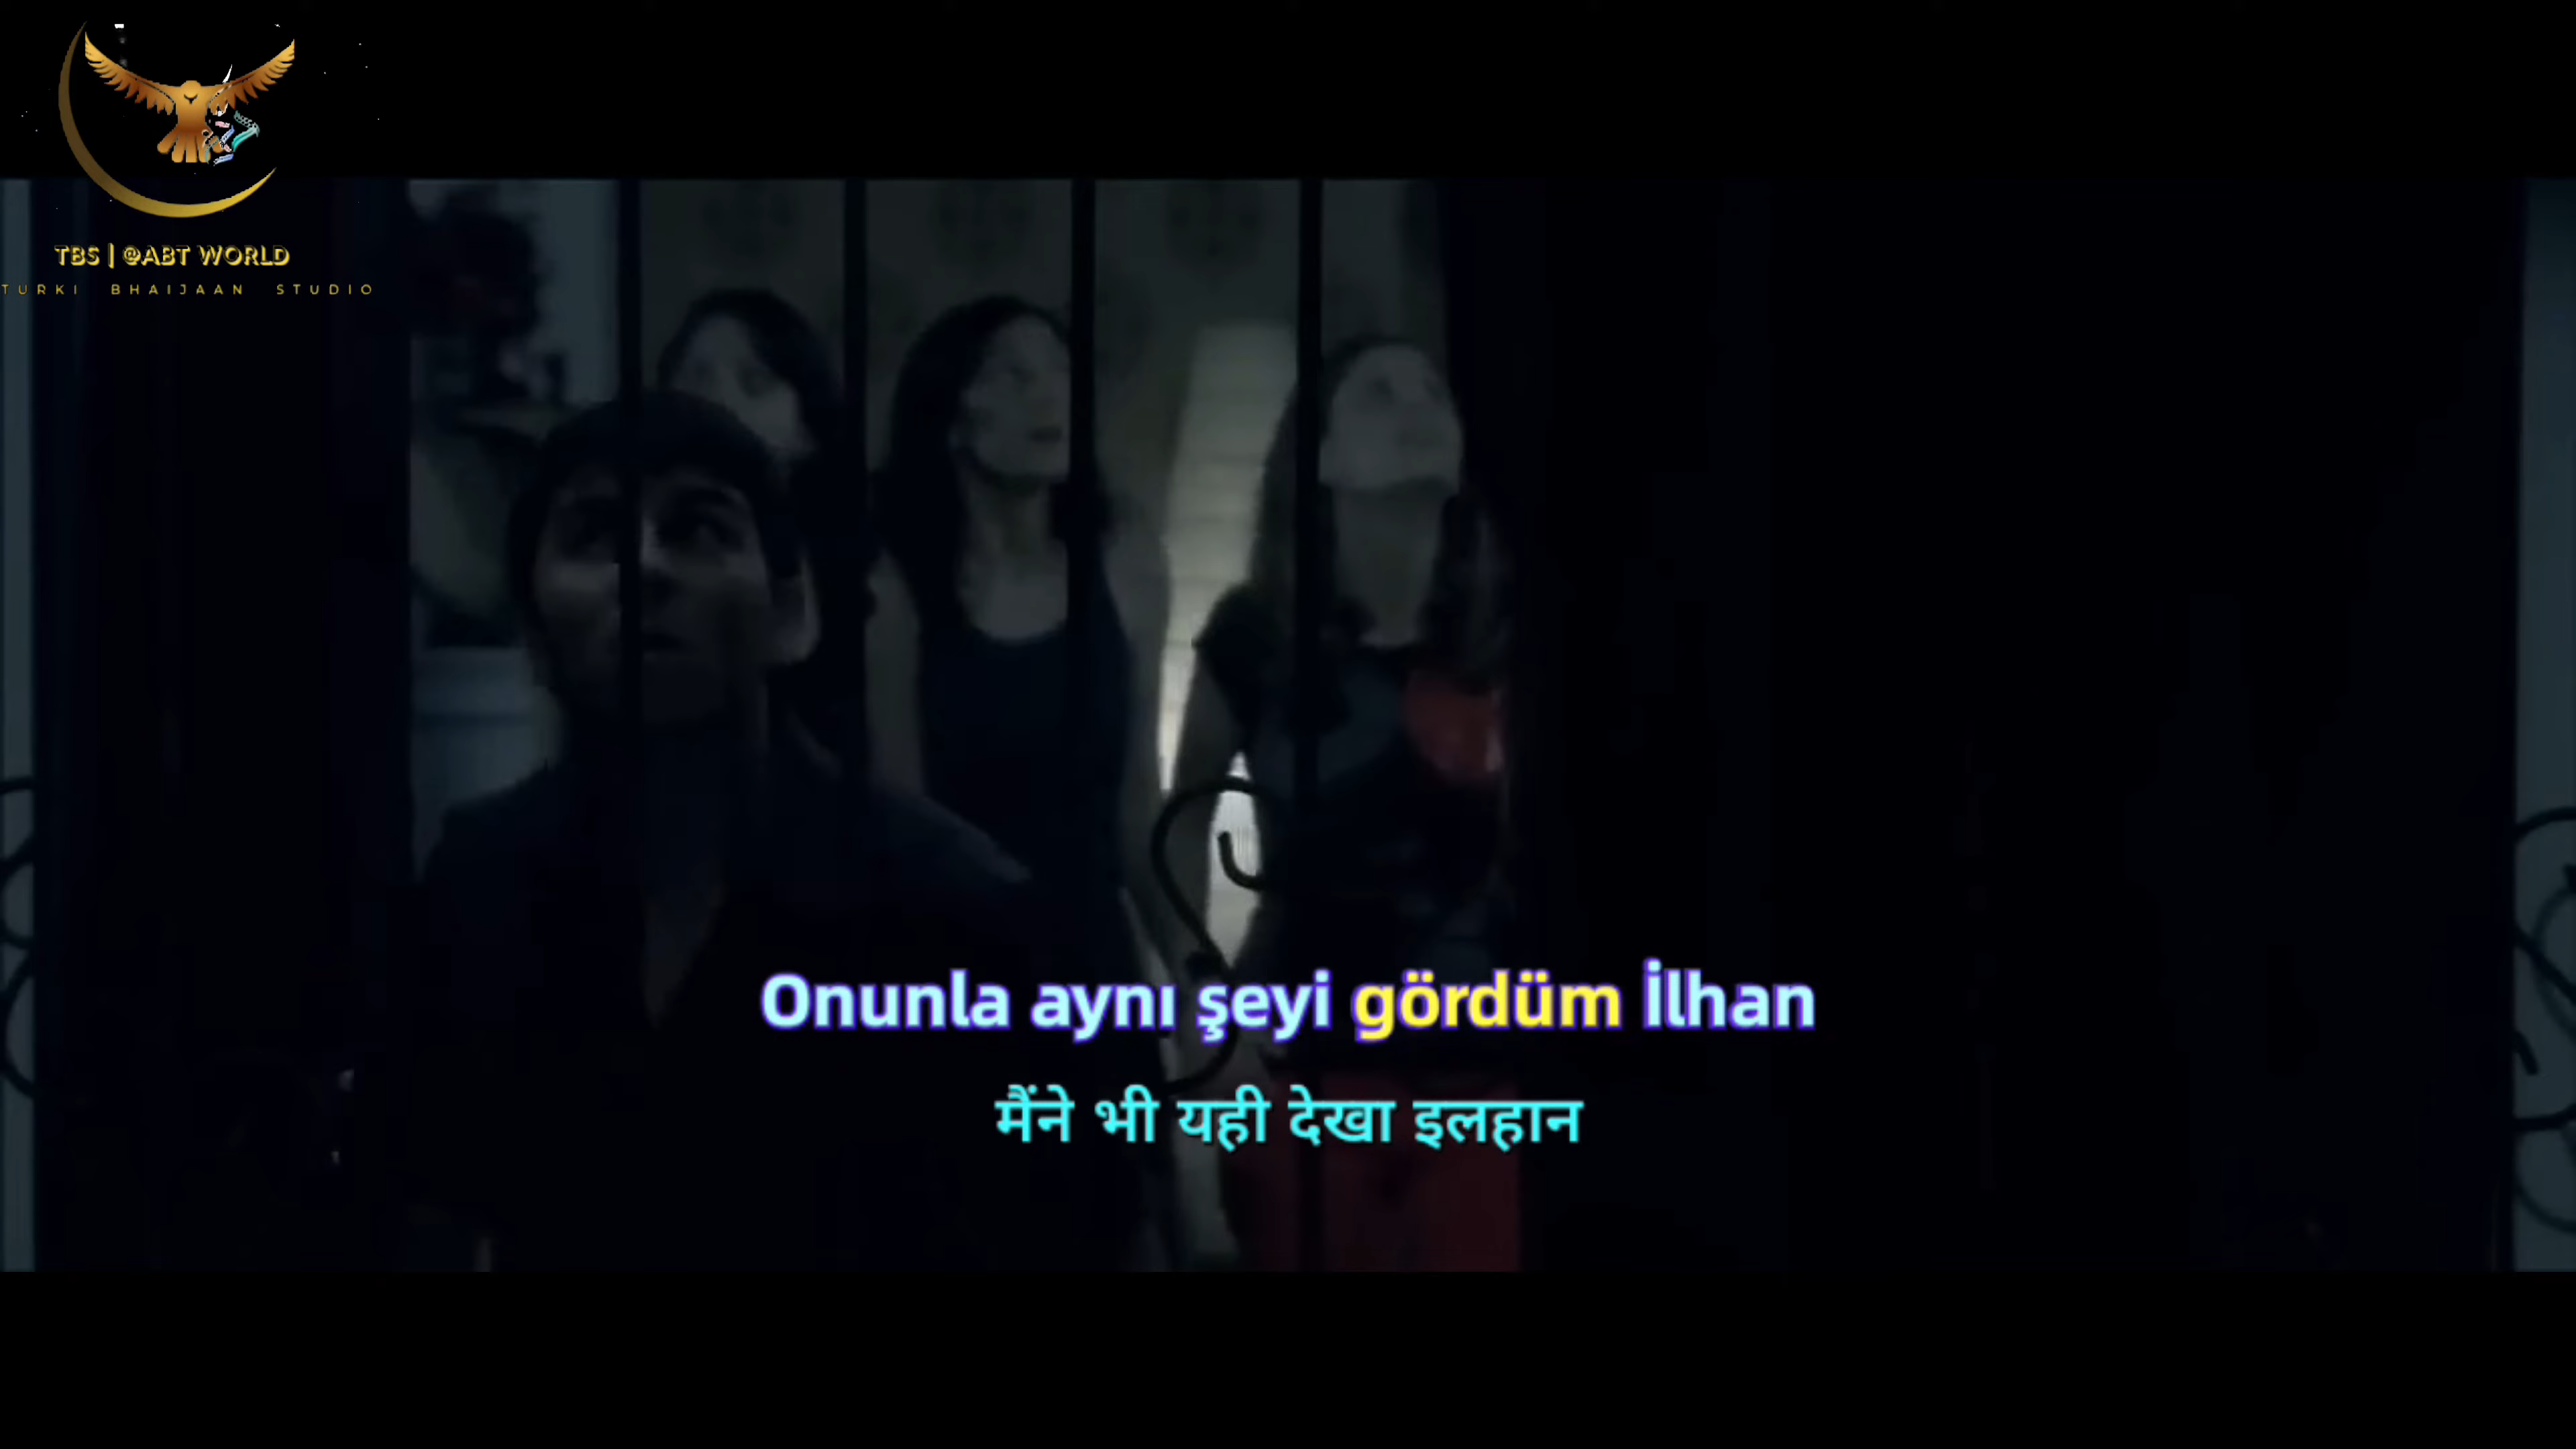 TBS | @ABT WORLD
TURKI BHAIJAAN STUDIO
Onunla aynı şeyi gördüm İlhan
मैंने भी यही देखा इलहान